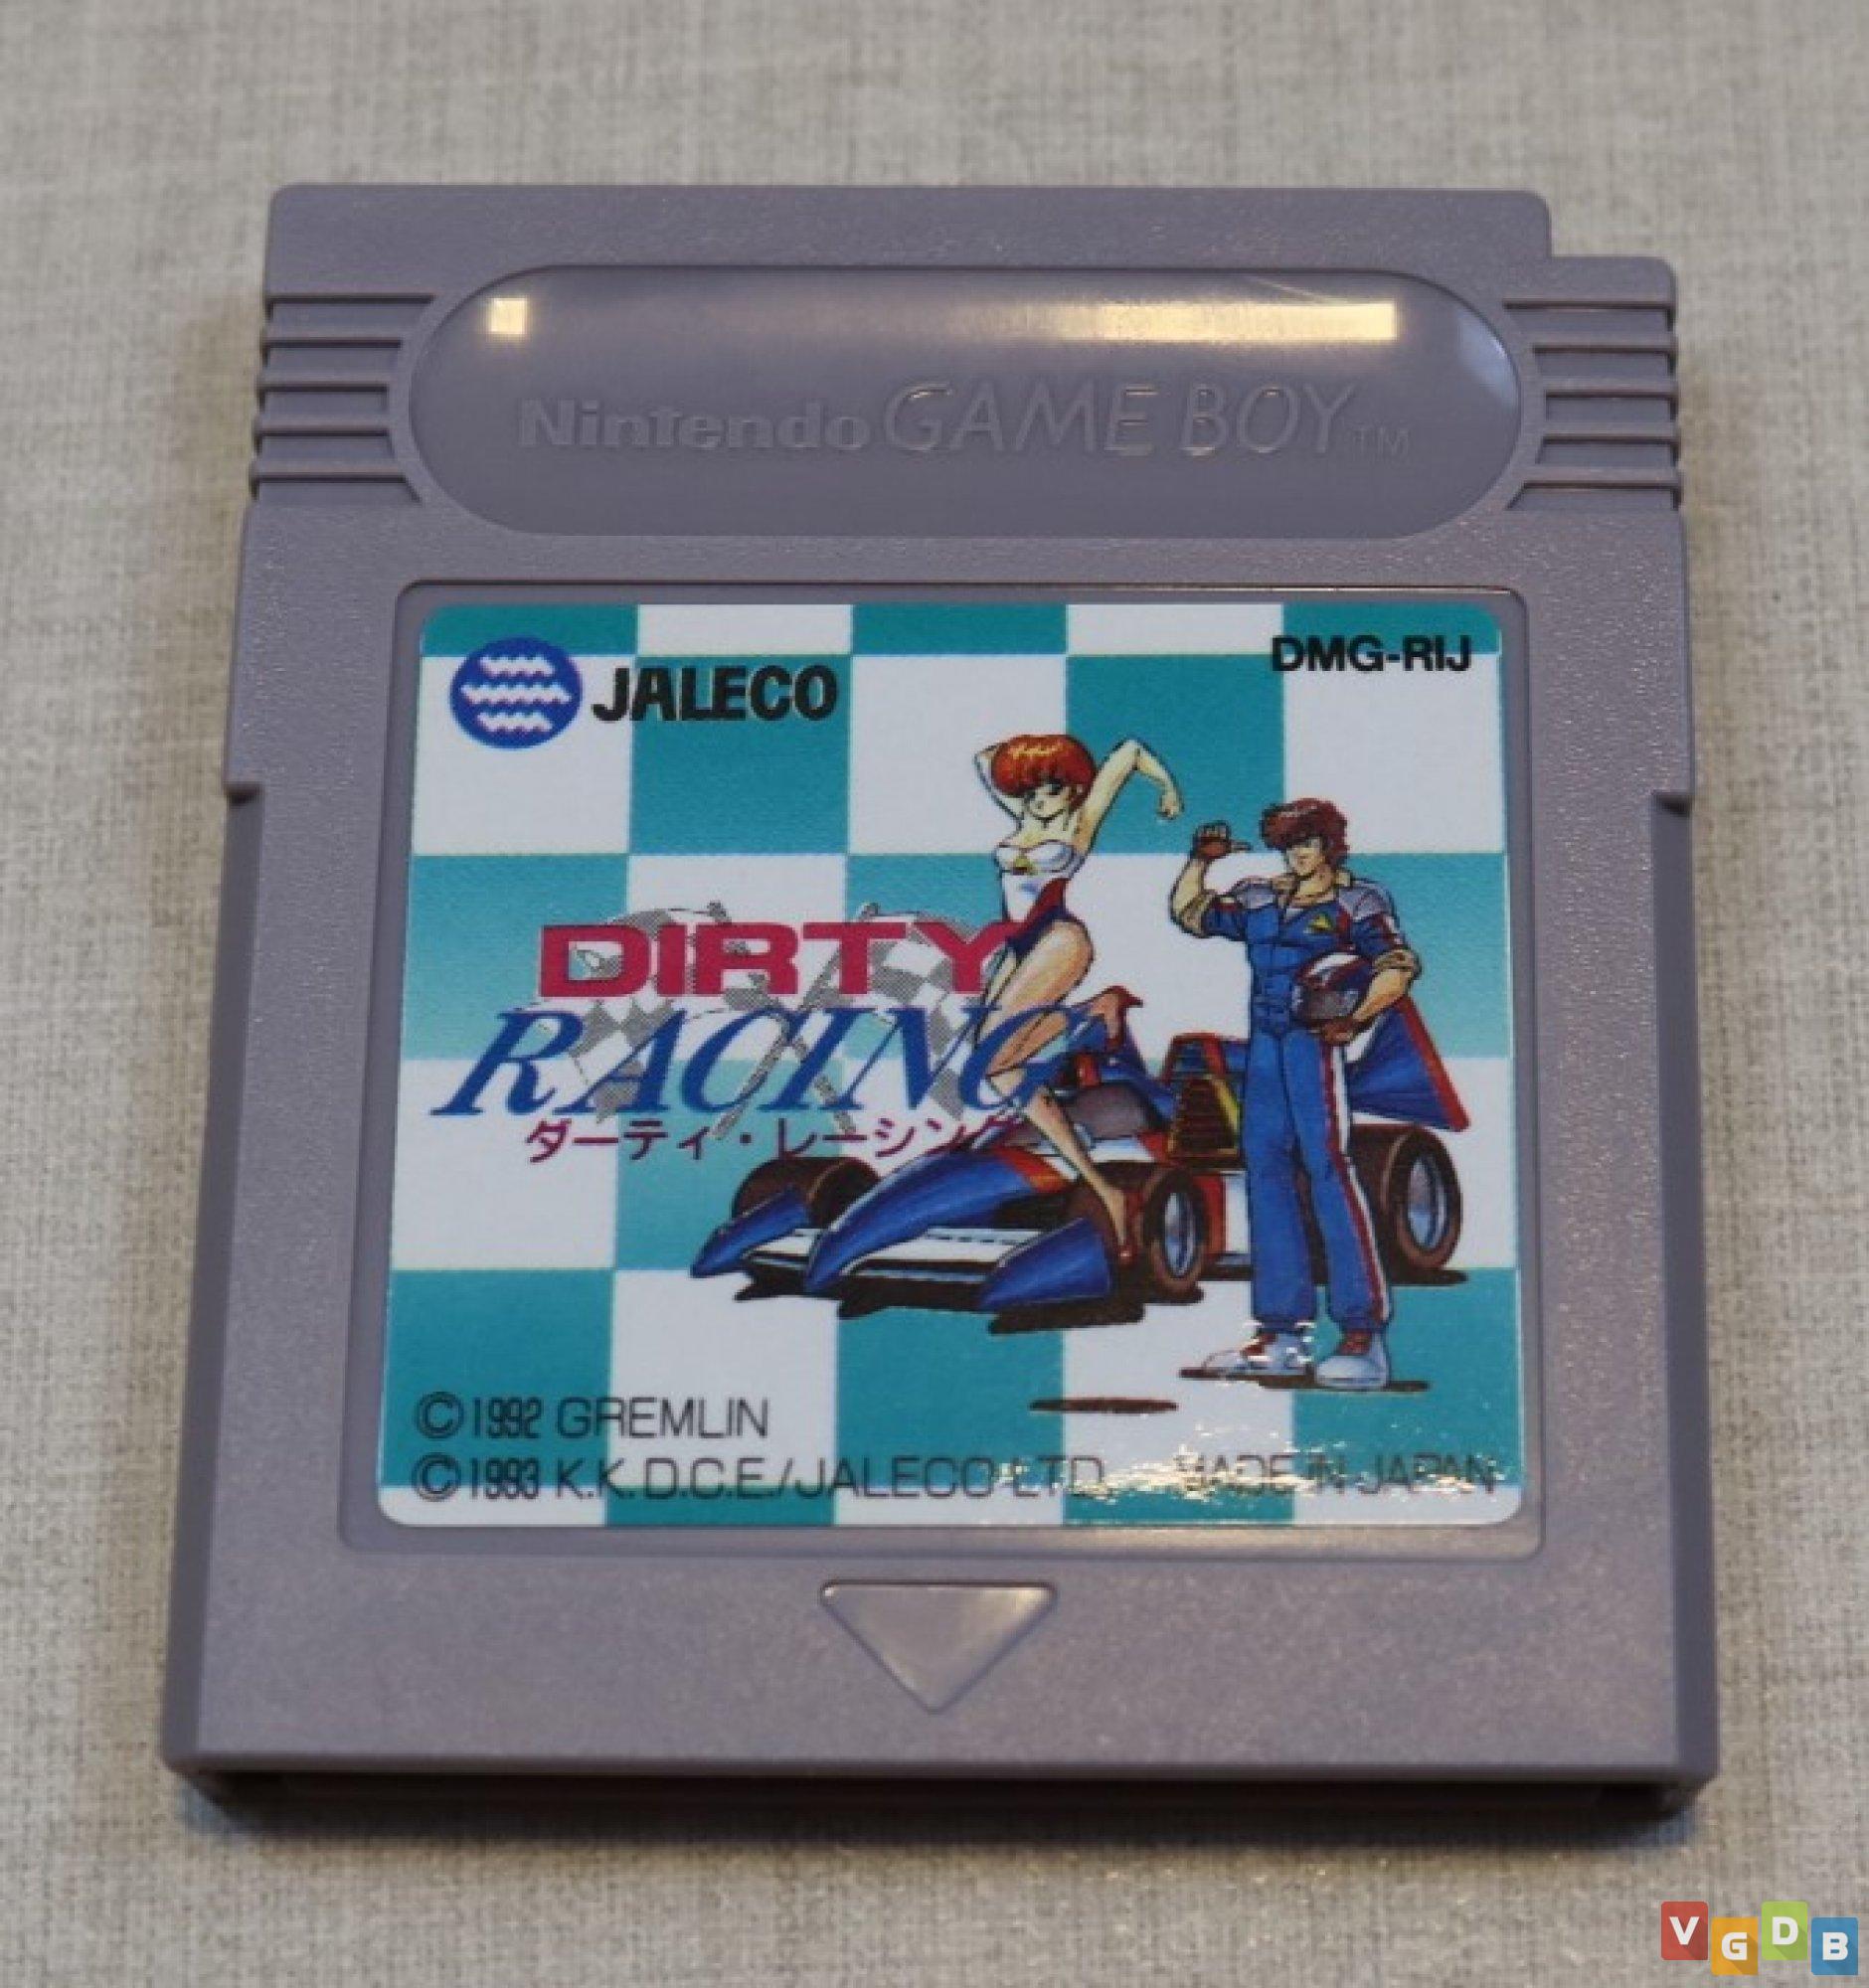 Nintendo GAME BOY TM
JALECO
DMG-RIJ
DIRTY
RACING
ダーティ・レーシング
©1992 GREMLIN
©1993 K.K.D.C.E./JALECO LTD. MADE IN JAPAN
VGDB